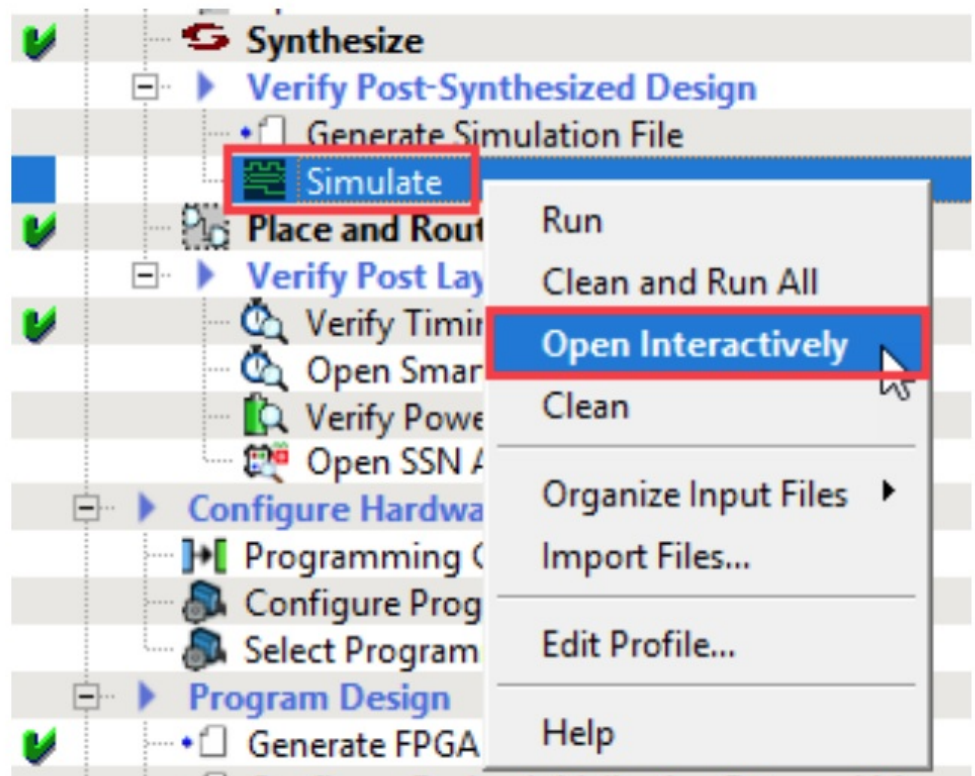 Synthesize
Verify Post-Synthesized Design
Generate Simulation File
Simulate
Place and Rout
Verify Post Lay
Verify Timin
Open Smar
Verify Powe
Open SSN A
Configure Hardwa
Programming
Configure Prog
Select Program
Program Design
Generate FPGA
Run
Clean and Run All
Open Interactively
Clean
Organize Input Files
Import Files...
Edit Profile...
Help